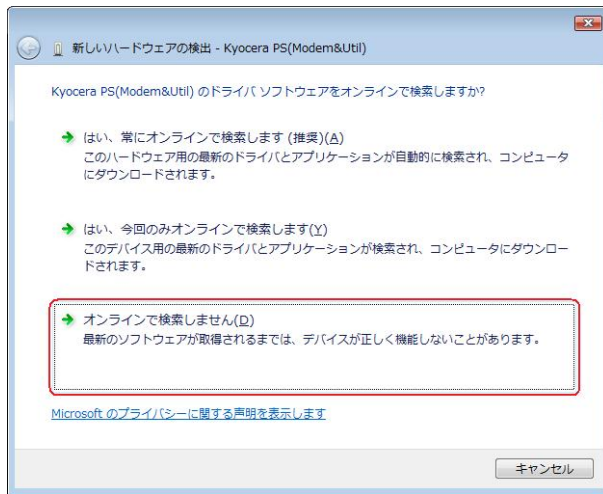 新しいハードウェアの検出 - Kyocera PS(Modem&Util)
Kyocera PS(Modem&Util) のドライバ ソフトウェアをオンラインで検索しますか?
はい、常にオンラインで検索します (推奨)(A)
このハードウェア用の最新のドライバとアプリケーションが自動的に検索され、コンピュータ
にダウンロードされます。
はい、今回のみオンラインで検索します(Y)
このデバイス用の最新のドライバとアプリケーションが検索され、コンピュータにダウンロー
ドされます。
オンラインで検索しません(D)
最新のソフトウェアが取得されるまでは、デバイスが正しく機能しないことがあります。
Microsoft のプライバシーに関する声明を表示します
キャンセル